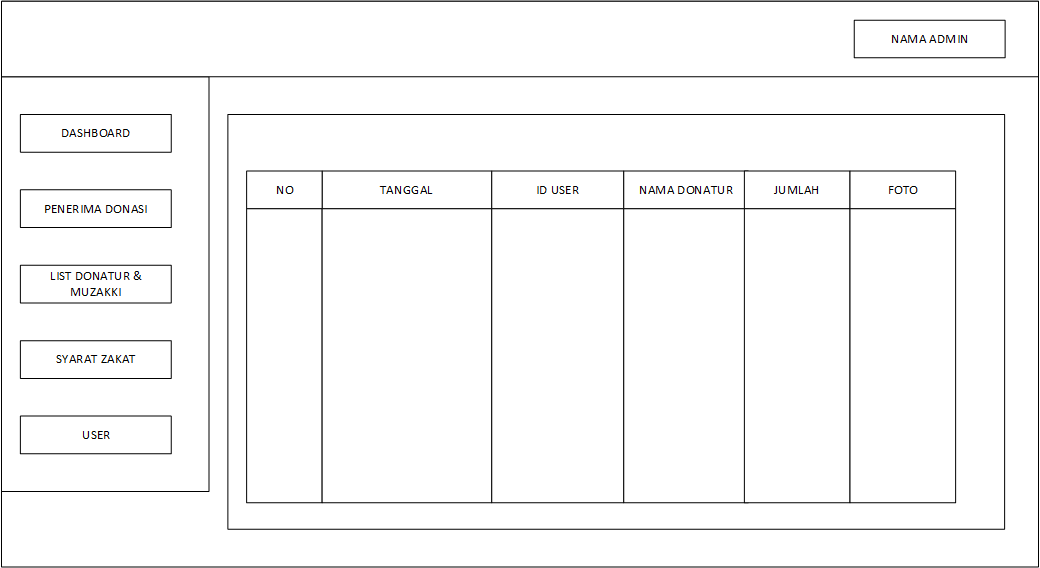 NAMA ADMIN
DASHBOARD
PENERIMA DONASI
LIST DONATUR &
MUZAKKI
SYARAT ZAKAT
USER
NO TANGGAL ID USER NAMA DONATUR JUMLAH FOTO